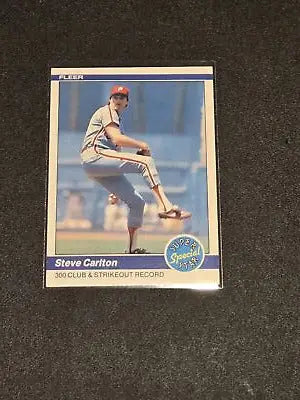 FLEER
Steve Carlton
300 CLUB & STRIKEOUT RECORD
SUPER
Special
STAR